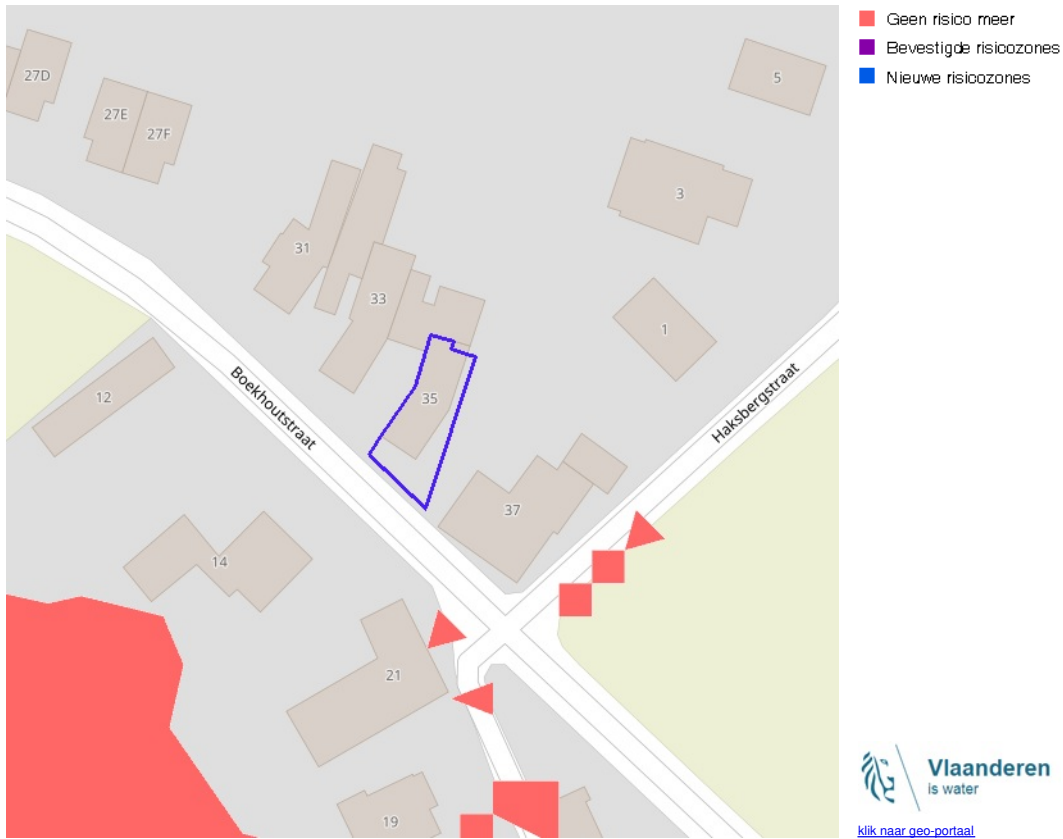 Geen risico meer
Bevestigde risicozones
Nieuwe risicozones
27D
27E
27F
5
3
31
33
1
35
12
Boekhoutstraat
Haksbergstraat
37
14
21
19
Vlaanderen
is water
klik naar geo-portaal